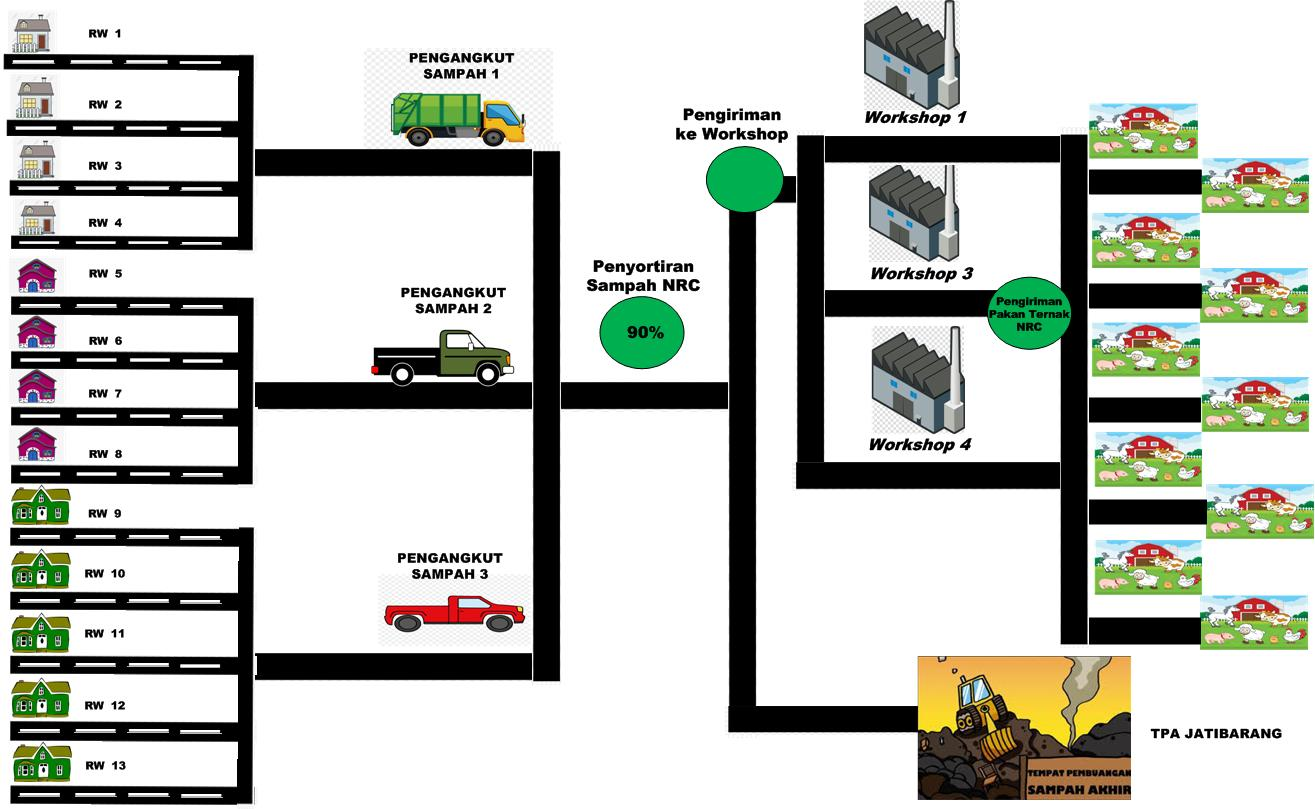 RW 1
RW 2
RW 3
RW 4
RW 5
RW 6
RW 7
RW 8
RW 9
RW 10
RW 11
RW 12
RW 13
PENGANGKUT
SAMPAH 1
PENGANGKUT
SAMPAH 2
PENGANGKUT
SAMPAH 3
Penyortiran
Sampah NRC
90%
Pengiriman
ke Workshop
Workshop 1
Workshop 3
Workshop 4
Pengiriman
Pakan Ternak
NRC
TEMPAT PEMBUANGAN
SAMPAH AKHIR
TPA JATIBARANG